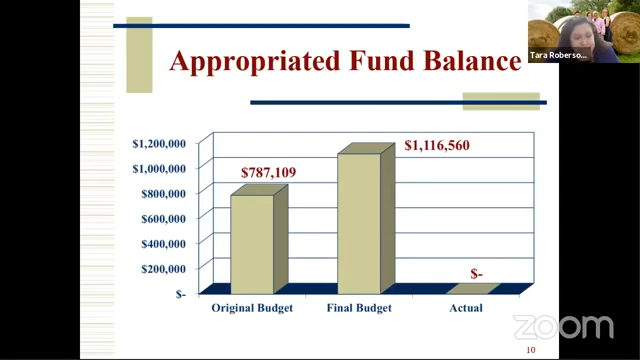 Tara Roberso...
Appropriated Fund Balance
$1,200,000
$1,000,000
$800,000
$600,000
$400,000
$200,000
$-
$787,109
$1,116,560
$-
Original Budget
Final Budget
Actual
zoom
10